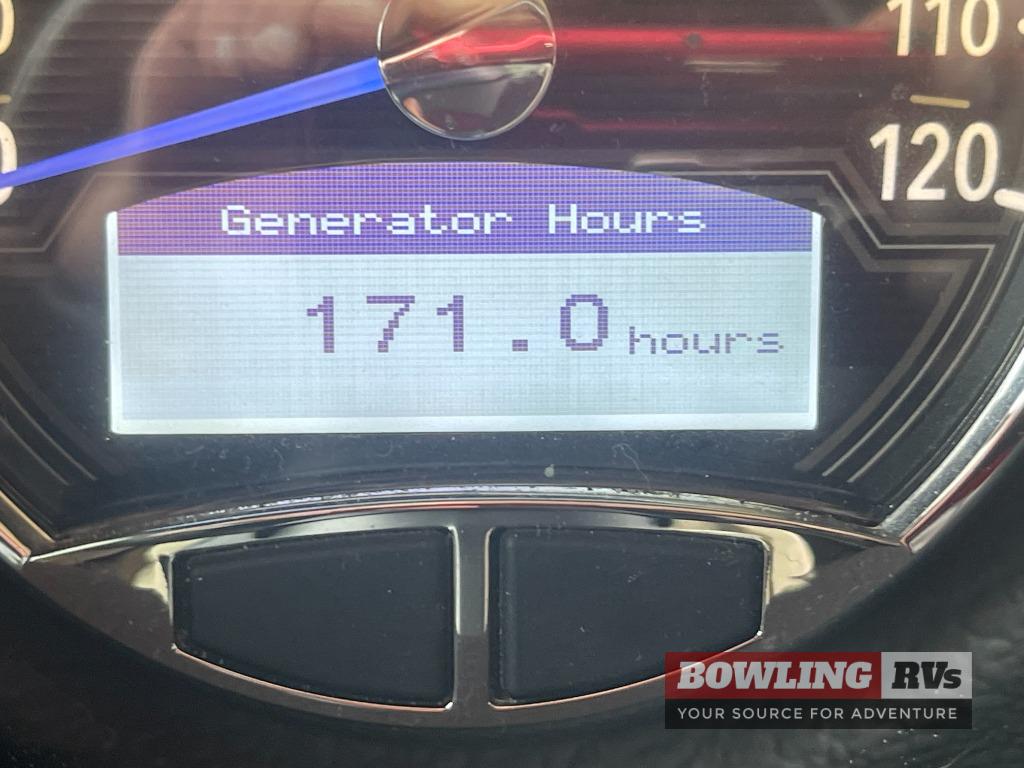 110
120
Generator Hours
171.0 hours
BOWLING RVs
YOUR SOURCE FOR ADVENTURE